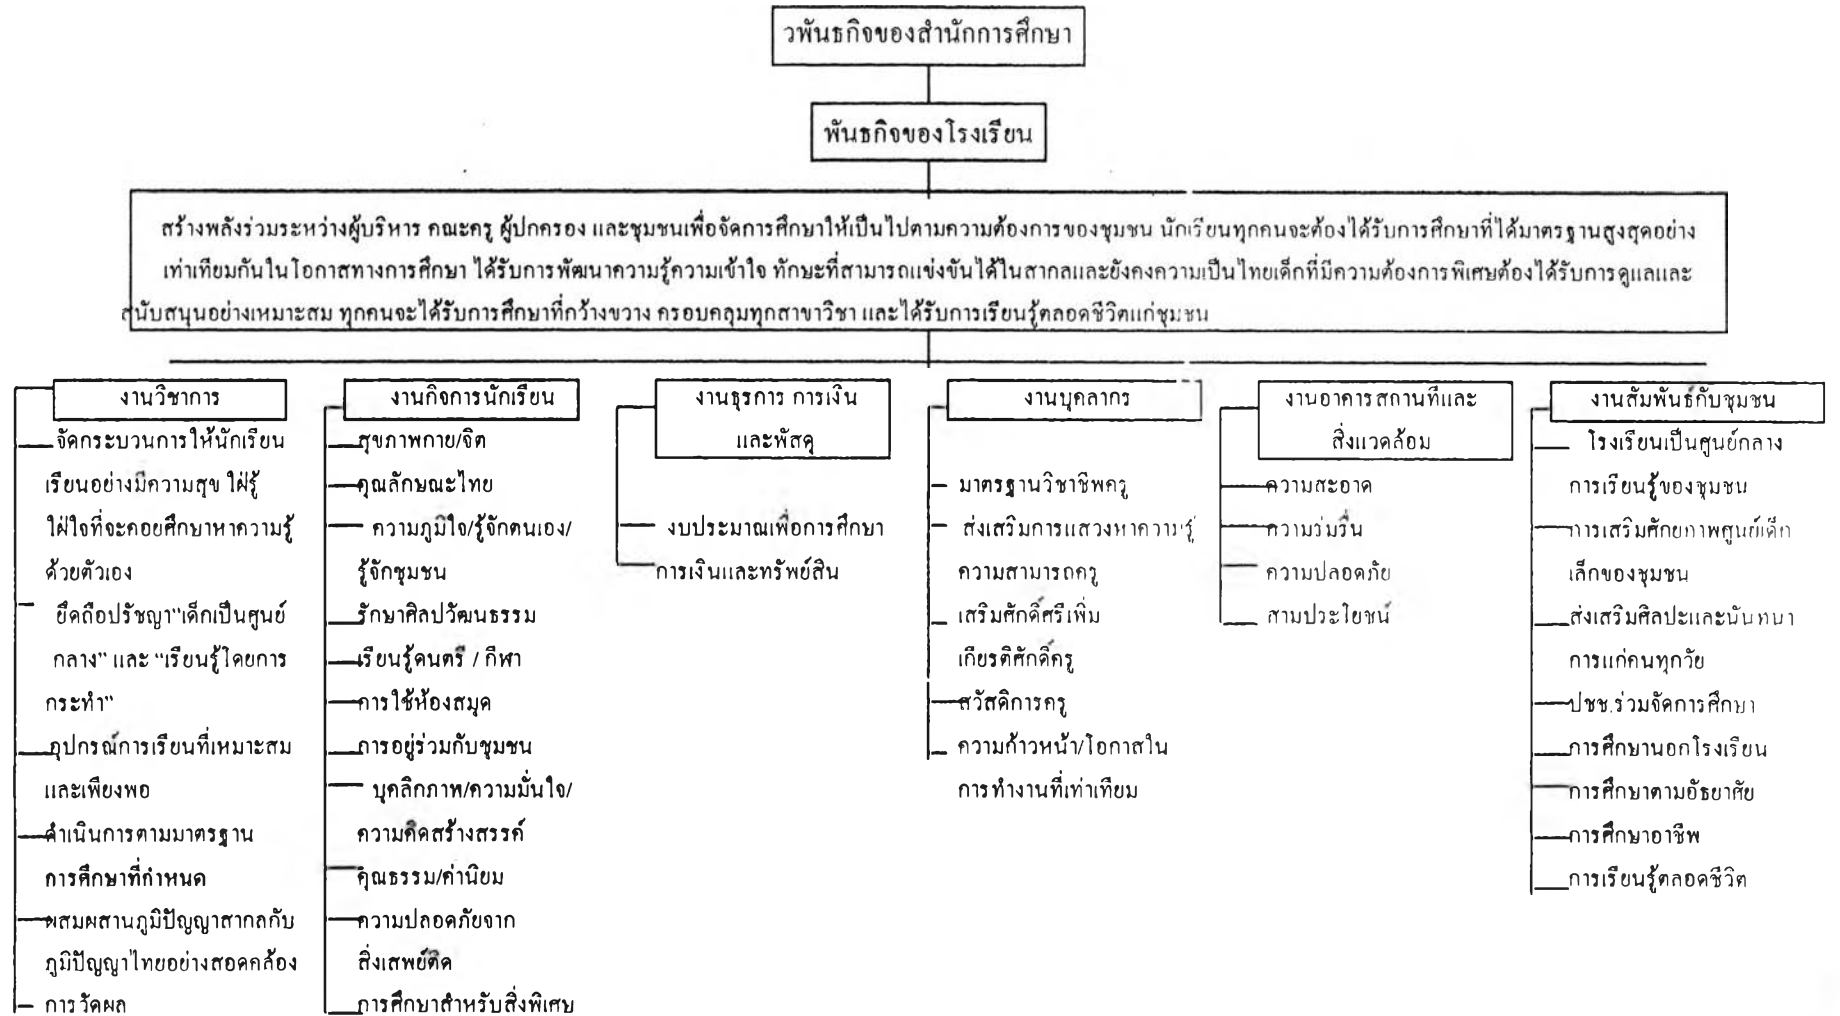 วพันธกิจของสำนักการศึกษา
พันธกิจของโรงเรียน
สร้างพลังร่วมระหว่างผู้บริหาร คณะครู ผู้ปกครอง และชุมชนเพื่อจัดการศึกษาให้เป็นไปตามความต้องการของชุมชน นักเรียนทุกคนจะต้องได้รับการศึกษาที่ได้มาตรฐานสูงสุดอย่าง
เท่าเทียมกันในโอกาสทางการศึกษา ได้รับการพัฒนาความรู้ความเข้าใจ ทักษะที่สามารถแข่งขันได้ในสากลและยังคงความเป็นไทยเด็กที่มีความต้องการพิเศษต้องได้รับการดูแลและ
สนับสนุนอย่างเหมาะสม ทุกคนจะได้รับการศึกษาที่กว้างขวาง ครอบคลุมทุกสาขาวิชา และได้รับการเรียนรู้ตลอดชีวิตแก่ชุมชน
งานวิชาการ
จัดกระบวนการให้นักเรียน
เรียนอย่างมีความสุข ใฝ่รู้
ใฝ่ใจที่จะคอยศึกษาหาความรู้
ด้วยตัวเอง
ยึดถือปรัชญา"เด็กเป็นศูนย์
กลาง" และ "เรียนรู้โดยการ
กระทำ"
อุปกรณ์การเรียนที่เหมาะสม
และเพียงพอ
ดำเนินการตามมาตรฐาน
การศึกษาที่กำหนด
ผสมผสานภูมิปัญญาสากลกับ
ภูมิปัญญาไทยอย่างสอดคล้อง
การวัดผล
งานกิจการนักเรียน
สุขภาพกาย/จิต
คุณลักษณะไทย
ความภูมิใจ/รู้จักตนเอง/
รู้จักชุมชน
รักษาศิลปวัฒนธรรม
เรียนรู้ดนตรี / กีฬา
การใช้ห้องสมุด
การอยู่ร่วมกับชุมชน
บุคลิกภาพ/ความมั่นใจ/
ความคิดสร้างสรรค์
คุณธรรม/ค่านิยม
ความปลอดภัยจาก
สิ่งเสพย์ติด
การศึกษาสำหรับสิ่งพิเศษ
งานธุรการ การเงิน
และพัสดุ
งบประมาณเพื่อการศึกษา
การเงินและทรัพย์สิน
งานบุคลากร
มาตรฐานวิชาชีพครู
ส่งเสริมการแสวงหาความรู้
ความสามารถครู
เสริมศักดิ์ศรีเพิ่ม
เกียรติศักดิ์ครู
สวัสดิการครู
ความก้าวหน้า/โอกาสใน
การทำงานที่เท่าเทียม
งานอาคารสถานที่และ
สิ่งแวดล้อม
ความสะอาด
ความร่มรื่น
ความปลอดภัย
สามประโยชน์
งานสัมพันธ์กับชุมชน
โรงเรียนเป็นศูนย์กลาง
การเรียนรู้ของชุมชน
การเสริมศักยภาพศูนย์เด็ก
เล็กของชุมชน
ส่งเสริมศิลปะและนันทนา
การแก่คนทุกวัย
ปชช.ร่วมจัดการศึกษา
การศึกษานอกโรงเรียน
การศึกษาตามอัธยาศัย
การศึกษาอาชีพ
การเรียนรู้ตลอดชีวิต